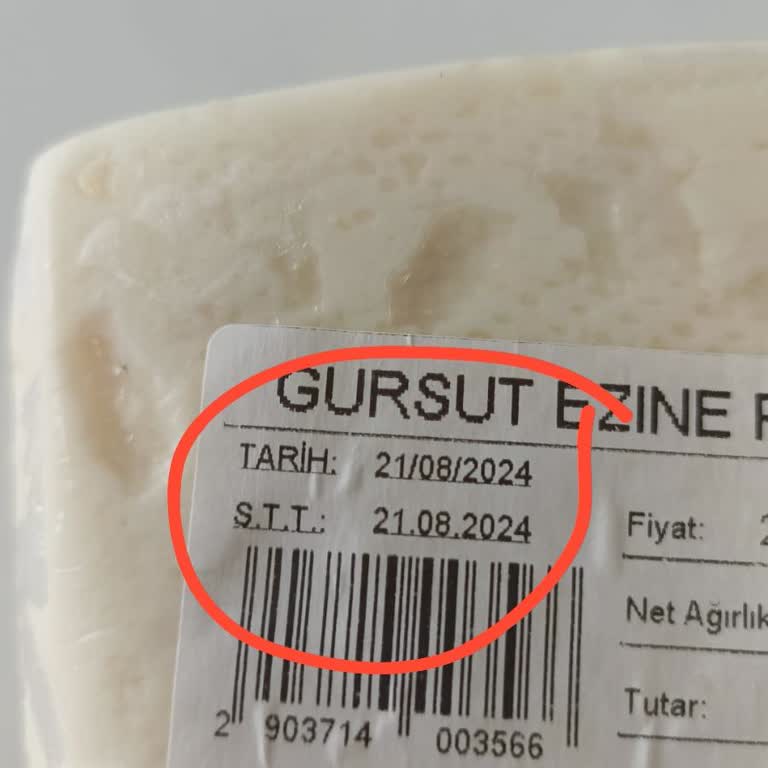 GURSUT EZINE
TARİH: 21/08/2024
S.T.T.: 21.08.2024
Fiyat:
Net Ağırlık
Tutar:
2 903714 003566